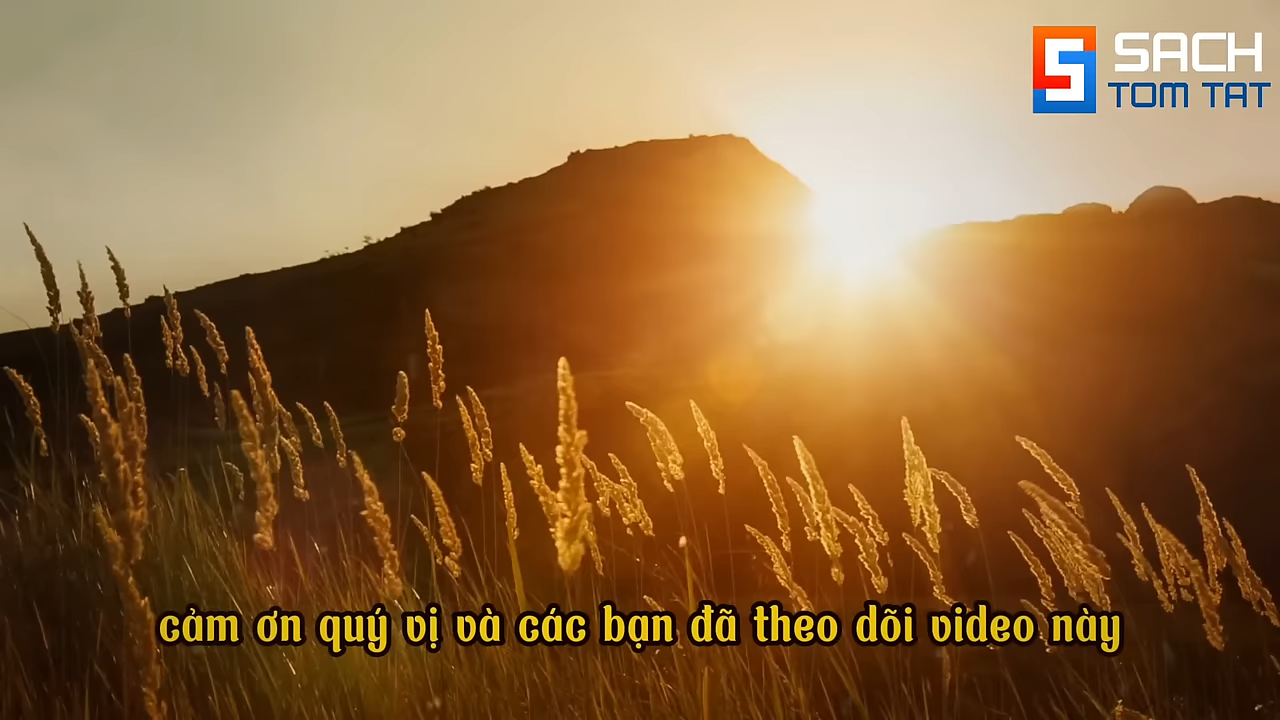 SACH
TOM TAT
cảm ơn quý vị và các bạn đã theo dõi video này